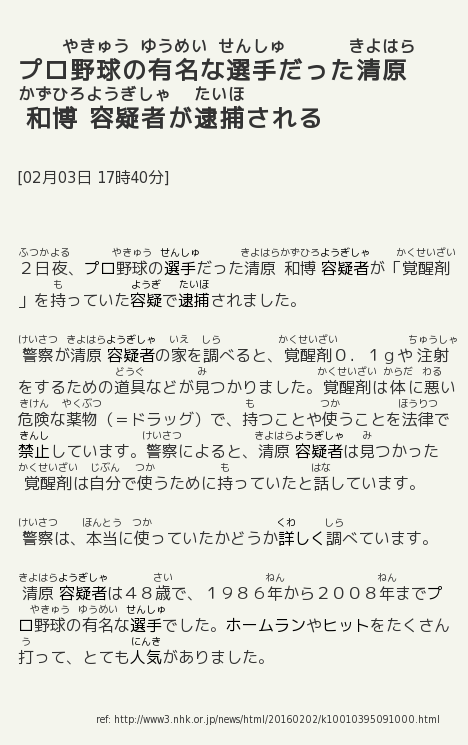 やきゅう ゆうめい せんしゅ きよはら
プロ野球の有名な選手だった清原
かずひろようぎしゃ たいほ
和博 容疑者が逮捕される
[02月03日 17時40分]
ふつかよる やきゅう せんしゅ きよはらかずひろようぎしゃ かくせいざい
２日夜、プロ野球の選手だった清原 和博 容疑者が「覚醒剤
も ようぎ たいほ
」を持っていた容疑で逮捕されました。
けいさつ きよはらようぎしゃ いえ しら かくせいざい ちゅうしゃ
警察が清原 容疑者の家を調べると、覚醒剤０．１ｇや注射
どうぐ み かくせいざい からだ わる
をするための道具などが見つかりました。覚醒剤は体に悪い
きけん やくぶつ も つか ほうりつ
危険な薬物（＝ドラッグ）で、持つことや使うことを法律で
きんし けいさつ きよはらようぎしゃ み
禁止しています。警察によると、清原 容疑者は見つかった
かくせいざい じぶん つか も はな
覚醒剤は自分で使うために持っていたと話しています。
けいさつ ほんとう つか くわ しら
警察は、本当に使っていたかどうか詳しく調べています。
きよはらようぎしゃ さい ねん ねん
清原 容疑者は４８歳で、１９８６年から２００８年までプ
やきゅう ゆうめい せんしゅ
ロ野球の有名な選手でした。ホームランやヒットをたくさん
う にんき
打って、とても人気がありました。
ref: http://www3.nhk.or.jp/news/html/20160202/k10010395091000.html